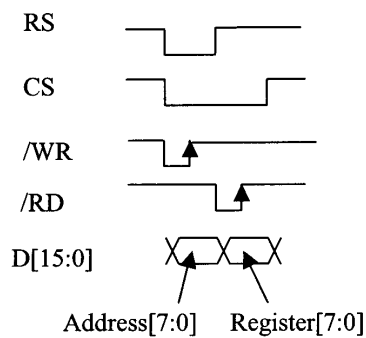 RS
CS
/WR
/RD
D[15:0]
Address[7:0] Register[7:0]